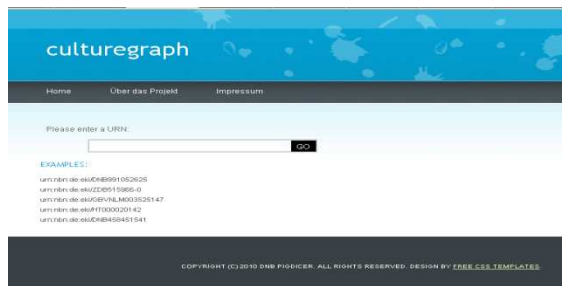 culturegraph
Home Über das Projekt Impressum
Please enter a URN:
GO
EXAMPLES:
urn:nbn:de:eki/DNB991052625
urn:nbn:de:eki/ZDB615866-0
urn:nbn:de:eki/GBVNLM003525147
urn:nbn:de:eki/HT000020142
urn:nbn:de:eki/DNB458451541
COPYRIGHT (C) 2010 DNB PIGDICER. ALL RIGHTS RESERVED. DESIGN BY FREE CSS TEMPLATES.